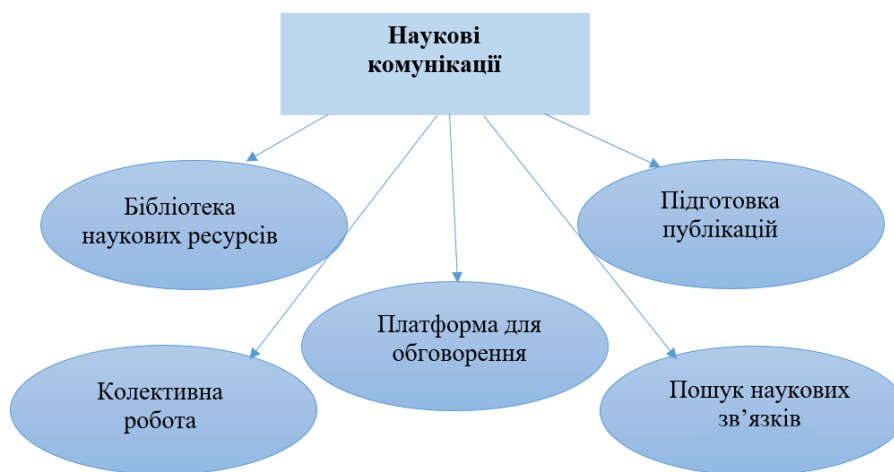 Наукові
комунікації
Бібліотека
наукових ресурсів
Підготовка
публікацій
Платформа для
обговорення
Колективна
робота
Пошук наукових
зв’язків